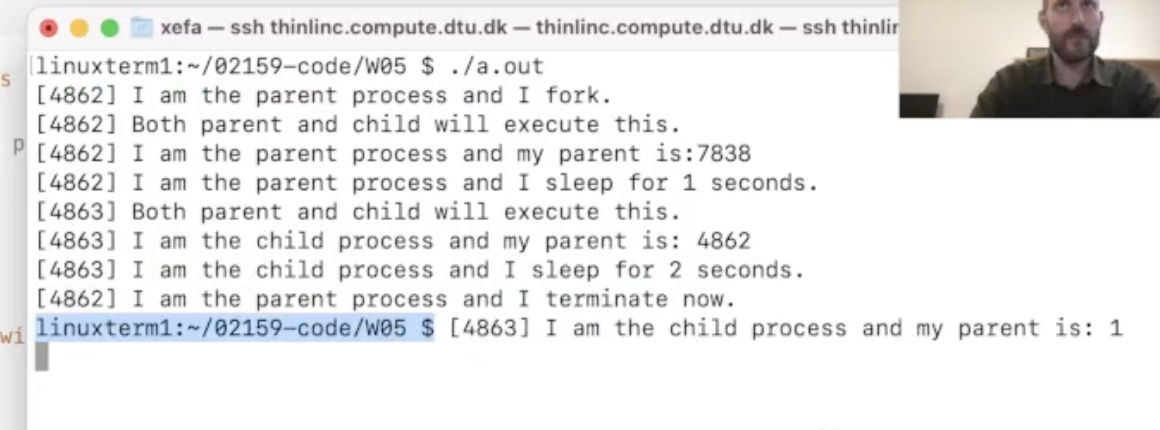 xefa — ssh thinlinc.compute.dtu.dk — thinlinc.compute.dtu.dk — ssh thinlin
s
linuxterm1:~/02159-code/W05 $ ./a.out
[4862] I am the parent process and I fork.
[4862] Both parent and child will execute this.
p
[4862] I am the parent process and my parent is:7838
[4862] I am the parent process and I sleep for 1 seconds.
[4863] Both parent and child will execute this.
[4863] I am the child process and my parent is: 4862
[4863] I am the child process and I sleep for 2 seconds.
[4862] I am the parent process and I terminate now.
wi
linuxterm1:~/02159-code/W05 $ [4863] I am the child process and my parent is: 1